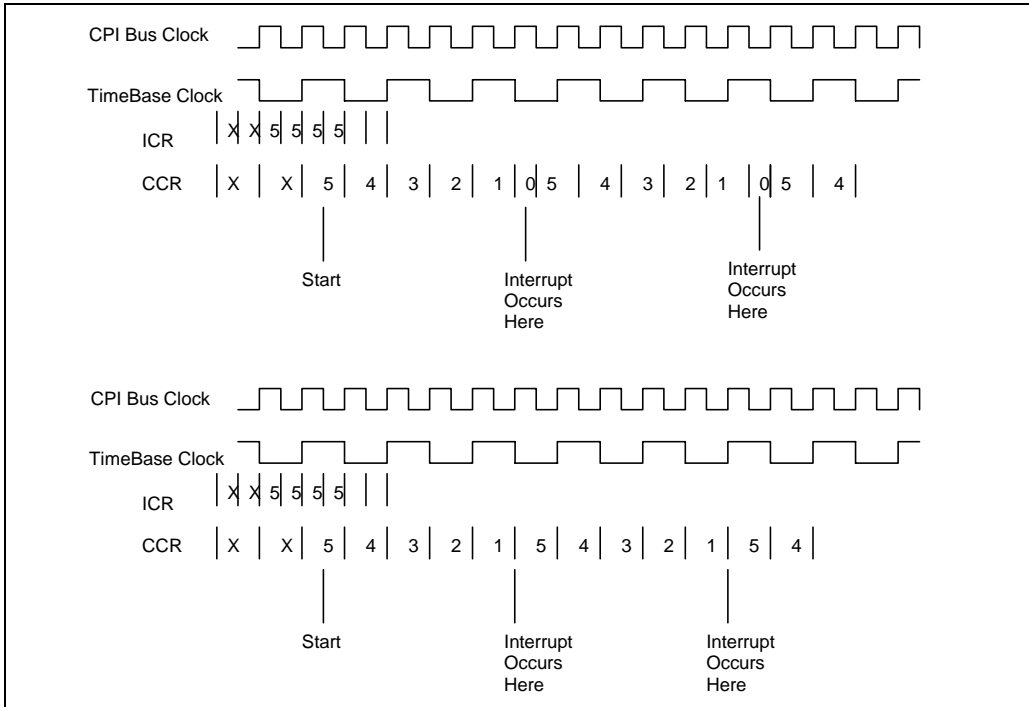 CPI Bus Clock
TimeBase Clock
ICR X X 5 5 5 5
CCR X X 5 4 3 2 1 0 5 4 3 2 1 0 5 4
Start
Interrupt
Occurs
Here
Interrupt
Occurs
Here
CPI Bus Clock
TimeBase Clock
ICR X X 5 5 5 5
CCR X X 5 4 3 2 1 5 4 3 2 1 5 4
Start
Interrupt
Occurs
Here
Interrupt
Occurs
Here